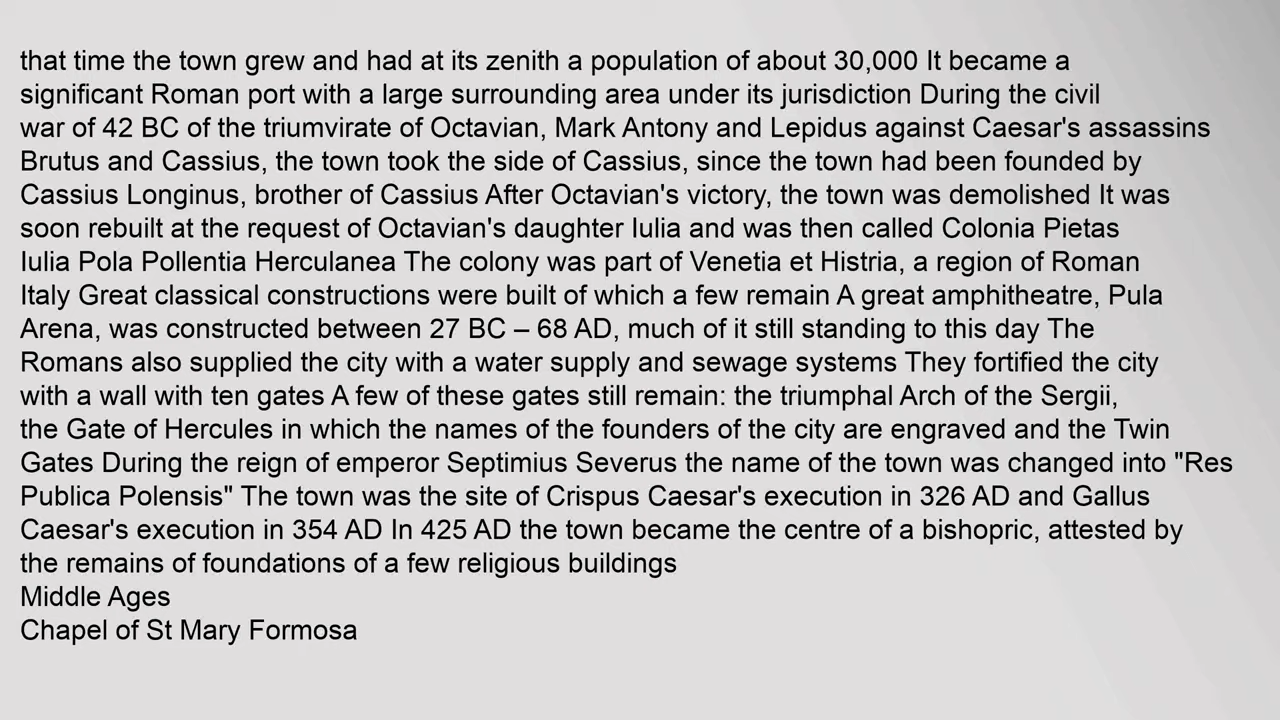 that time the town grew and had at its zenith a population of about 30,000 It became a
significant Roman port with a large surrounding area under its jurisdiction During the civil
war of 42 BC of the triumvirate of Octavian, Mark Antony and Lepidus against Caesar's assassins
Brutus and Cassius, the town took the side of Cassius, since the town had been founded by
Cassius Longinus, brother of Cassius After Octavian's victory, the town was demolished It was
soon rebuilt at the request of Octavian's daughter Iulia and was then called Colonia Pietas
Iulia Pola Pollentia Herculanea The colony was part of Venetia et Histria, a region of Roman
Italy Great classical constructions were built of which a few remain A great amphitheatre, Pula
Arena, was constructed between 27 BC – 68 AD, much of it still standing to this day The
Romans also supplied the city with a water supply and sewage systems They fortified the city
with a wall with ten gates A few of these gates still remain: the triumphal Arch of the Sergii,
the Gate of Hercules in which the names of the founders of the city are engraved and the Twin
Gates During the reign of emperor Septimius Severus the name of the town was changed into "Res
Publica Polensis" The town was the site of Crispus Caesar's execution in 326 AD and Gallus
Caesar's execution in 354 AD In 425 AD the town became the centre of a bishopric, attested by
the remains of foundations of a few religious buildings
Middle Ages
Chapel of St Mary Formosa